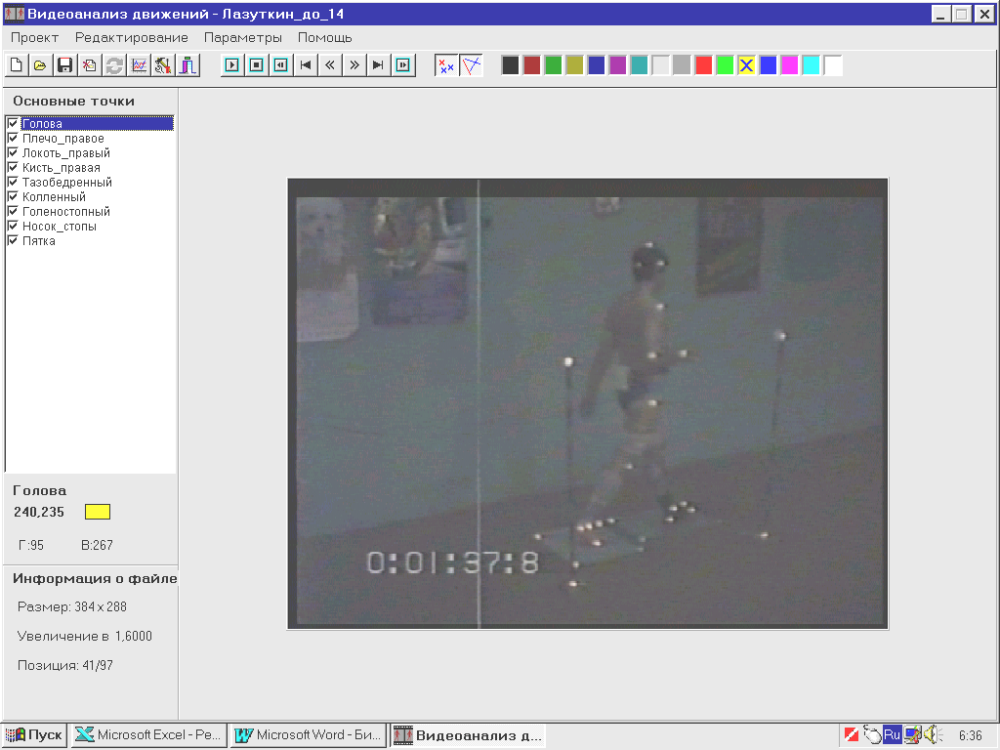 Видеоанализ движений - Лазуткин_до_14
Проект Редактирование Параметры Помощь
Основные точки
Голова
Плечо_правое
Локоть_правый
Кисть_правая
Тазобедренный
Колленный
Голеностопный
Носок_стопы
Пятка
Голова
240,235
Г:95 В:267
Информация о файле
Размер: 384 x 288
Увеличение в 1,6000
Позиция: 41/97
0:01:37:8
Пуск Microsoft Excel - Ре... Microsoft Word - Би... Видеоанализ д... Ru 6:36